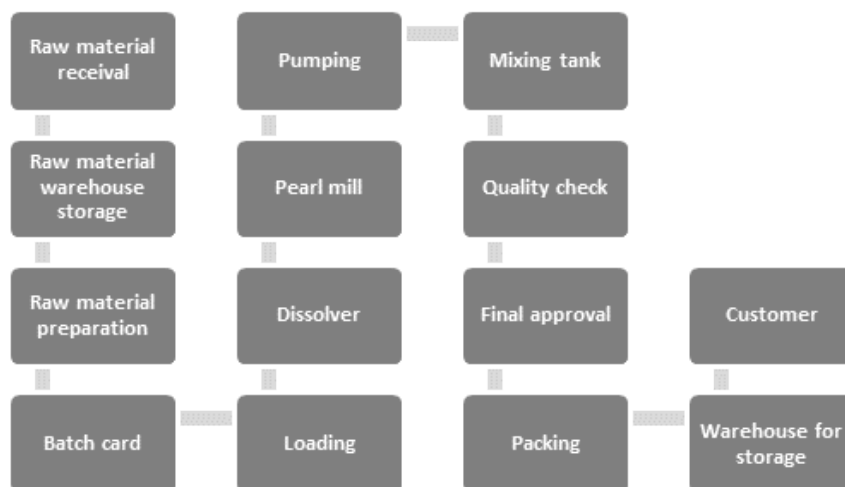 Raw material
receival
Raw material
warehouse
storage
Raw material
preparation
Batch card
Loading
Dissolver
Pearl mill
Pumping
Mixing tank
Quality check
Final approval
Packing
Warehouse for
storage
Customer